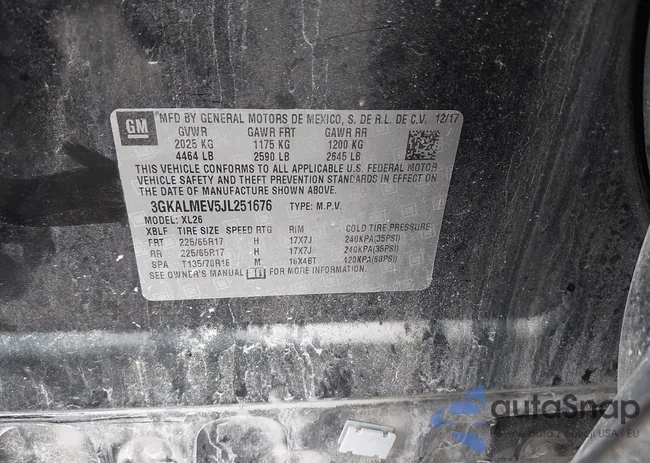 GM
MFD BY GENERAL MOTORS DE MEXICO, S. DE R.L. DE C.V. 12/17
GVWR GAWR FRT GAWR RR
2025 KG 1175 KG 1200 KG
4464 LB 2590 LB 2645 LB
THIS VEHICLE CONFORMS TO ALL APPLICABLE U.S. FEDERAL MOTOR
VEHICLE SAFETY AND THEFT PREVENTION STANDARDS IN EFFECT ON
THE DATE OF MANUFACTURE SHOWN ABOVE.
3GKALMEV5JL251676 TYPE: M.P.V.
MODEL: XL26
XBLF TIRE SIZE SPEED RTG RIM COLD TIRE PRESSURE
FRT 225/65R17 H 17X7J 240KPA(35PSI)
RR 225/65R17 H 17X7J 240KPA(35PSI)
SPA T135/70R16 M 16X4BT 420KPA(60PSI)
SEE OWNER'S MANUAL FOR MORE INFORMATION.
autaSnap
USA i EU